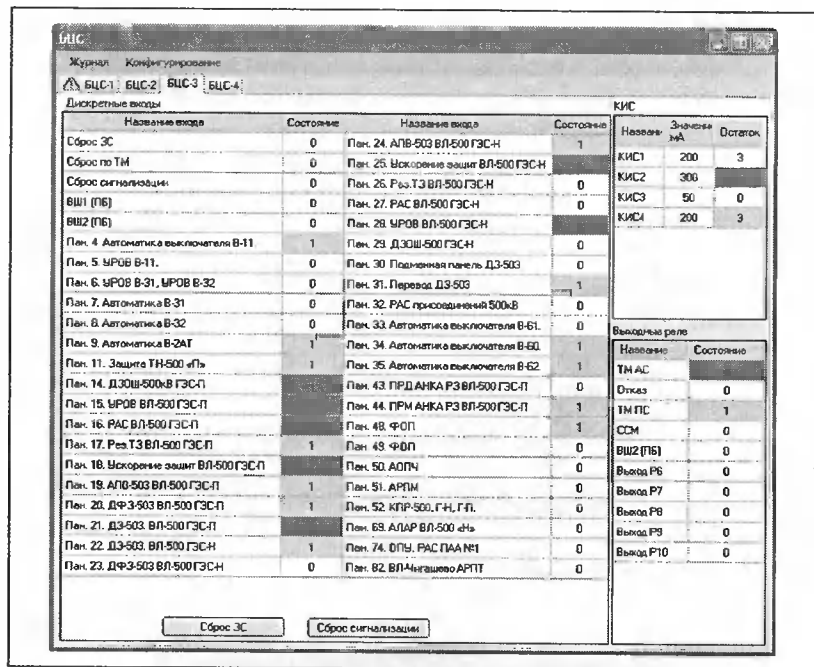 БЦС
Журнал Конфигурирование
БЦС-1 БЦС-2 БЦС-3 БЦС-4
Дискретные входы
Название входа Состояние Название входа Состояние
Сброс ЗС 0 Пан. 24. АПВ-503 ВЛ-500 ГЭС-Н 1
Сброс по ТМ 0 Пан. 25. Ускорение защит ВЛ-500 ГЭС-Н
Сброс сигнализации 0 Пан. 26. Рез.ТЗ ВЛ-500 ГЭС-Н 0
ВШ1 (ПБ) 0 Пан. 27. РАС ВЛ-500 ГЭС-Н 0
ВШ2 (ПБ) 0 Пан. 28. УРОВ ВЛ-500 ГЭС-Н
Пан. 4. Автоматика выключателя В-11. 1 Пан. 29. ДЗОШ-500 ГЭС-Н 0
Пан. 5. УРОВ В-11. 0 Пан. 30. Подменная панель ДЗ-503 0
Пан. 6. УРОВ В-31, УРОВ В-32 0 Пан. 31. Перевод ДЗ-503 1
Пан. 7. Автоматика В-31 0 Пан. 32. РАС присоединений 500кВ 0
Пан. 8. Автоматика В-32 0 Пан. 33. Автоматика выключателя В-61. 0
Пан. 9. Автоматика В-2АТ 1 Пан. 34. Автоматика выключателя В-60. 1
Пан. 11. Защита ТН-500 «П» 1 Пан. 35. Автоматика выключателя В-62. 1
Пан. 14. ДЗОШ-500кВ ГЭС-П Пан. 43. ПРД АНКА РЗ ВЛ-500 ГЭС-П 0
Пан. 15. УРОВ ВЛ-500 ГЭС-П Пан. 44. ПРМ АНКА РЗ ВЛ-500 ГЭС-П 1
Пан. 16. РАС ВЛ-500 ГЭС-П Пан. 48. ФОП 1
Пан. 17. Рез.ТЗ ВЛ-500 ГЭС-П 1 Пан. 49. ФОП 0
Пан. 18. Ускорение защит ВЛ-500 ГЭС-П Пан. 50. АОПЧ 0
Пан. 19. АПВ-503 ВЛ-500 ГЭС-П 1 Пан. 51. АРПМ 0
Пан. 20. ДФЗ-503 ВЛ-500 ГЭС-П 1 Пан. 52. КПР-500. Г-Н, Г-П. 0
Пан. 21. ДЗ-503. ВЛ-500 ГЭС-П Пан. 69. АЛАР ВЛ-500 «Н» 0
Пан. 22. ДЗ-503. ВЛ-500 ГЭС-Н 1 Пан. 74. ОПУ. РАС ПАА №1 0
Пан. 23. ДФЗ-503 ВЛ-500 ГЭС-Н 0 Пан. 82. ВЛ-Чигашево АРПТ 0
Сброс ЗС Сброс сигнализации
КИС
Названи Значени мА Остаток
КИС1 200 3
КИС2 300
КИС3 50 0
КИС4 200 3
Выходные реле
Название Состояние
ТМ АС
Отказ 0
ТМ ПС 1
ССМ 0
ВШ2 (ПБ) 0
Выход Р6 0
Выход Р7 0
Выход Р8 0
Выход Р9 0
Выход Р10 0